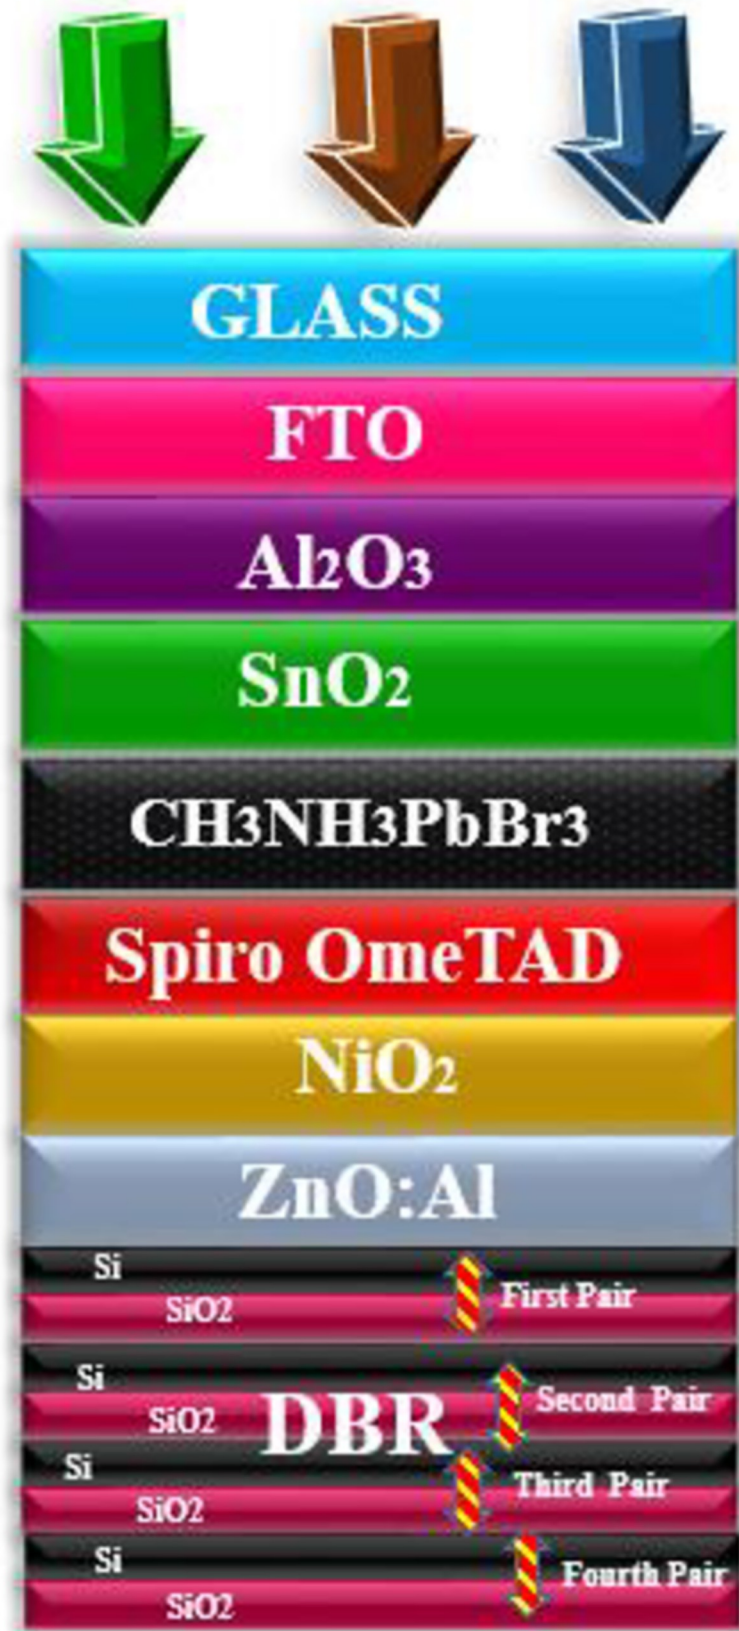 GLASS
FTO
Al2O3
SnO2
CH3NH3PbBr3
Spiro OmeTAD
NiO2
ZnO:Al
Si
SiO2
First Pair
Si
SiO2
DBR
Second Pair
Si
SiO2
Third Pair
Si
SiO2
Fourth Pair